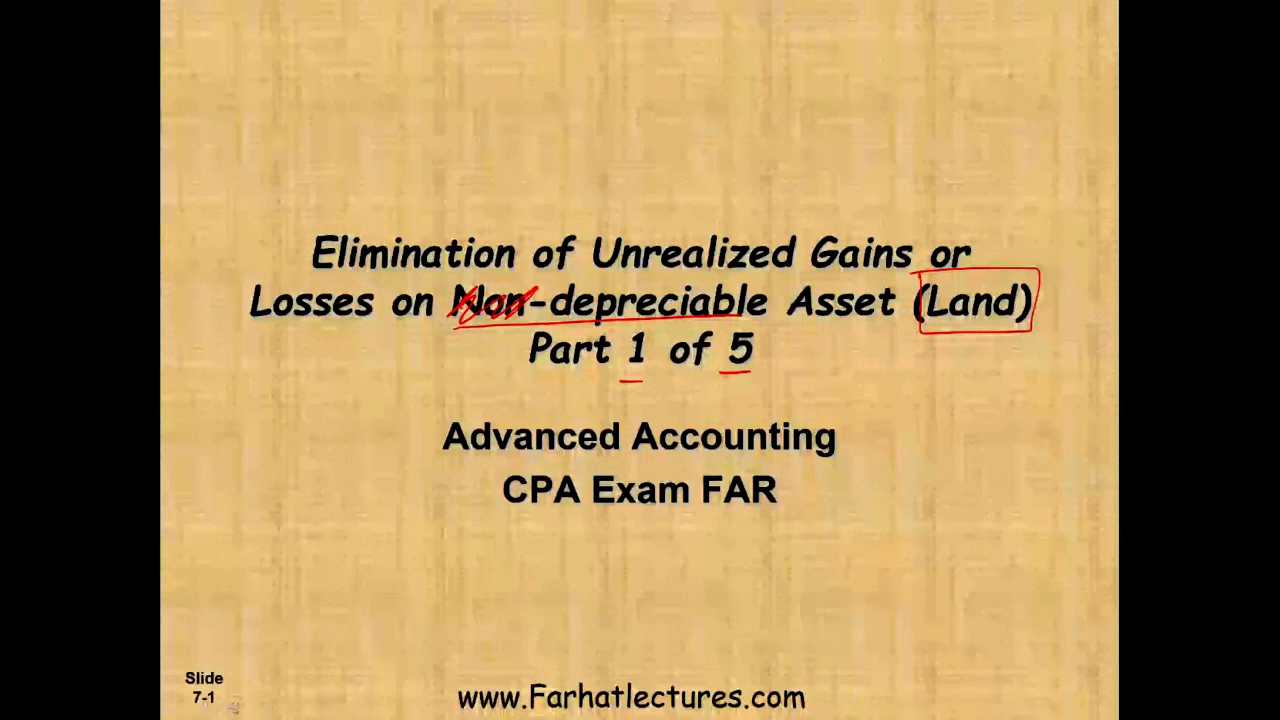 Elimination of Unrealized Gains or
Losses on Non-depreciable Asset (Land)
Part 1 of 5
Advanced Accounting
CPA Exam FAR
Slide
7-1
www.Farhatlectures.com